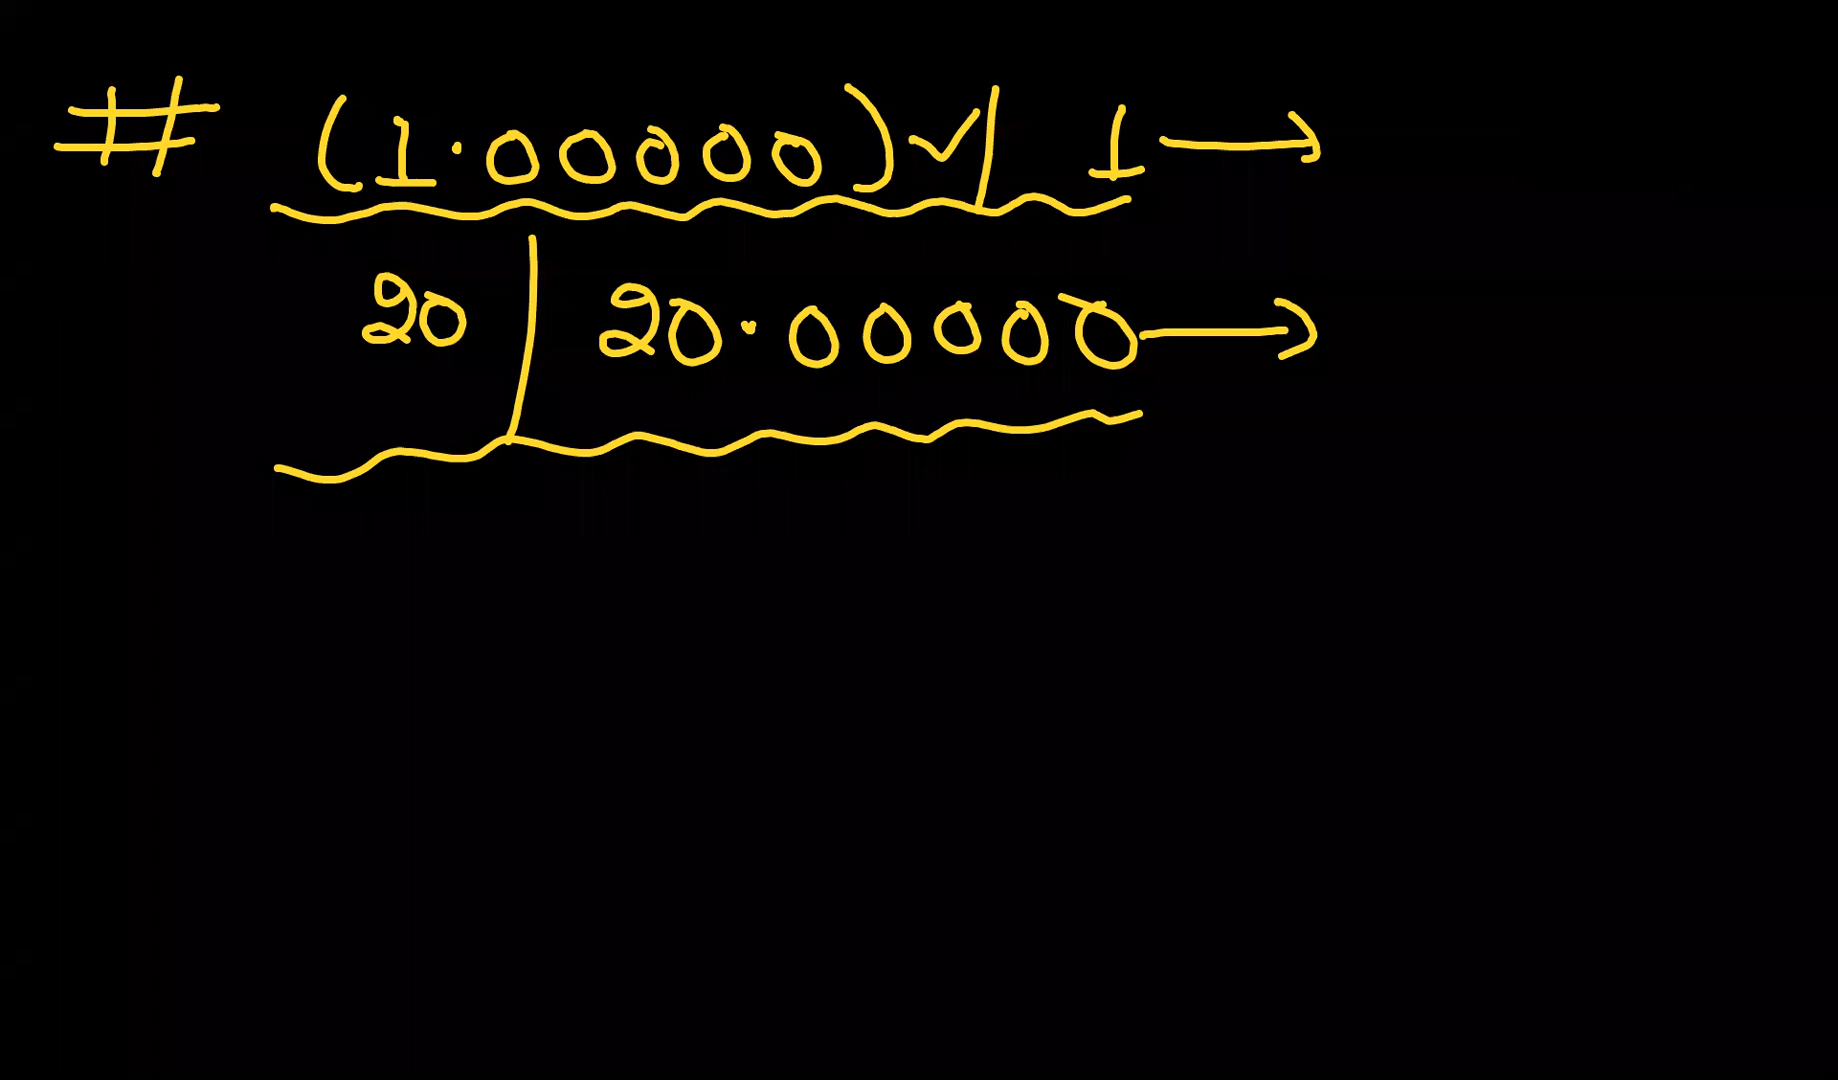 # (1.00000) ✓ | 1 →
20 | 20.00000 →